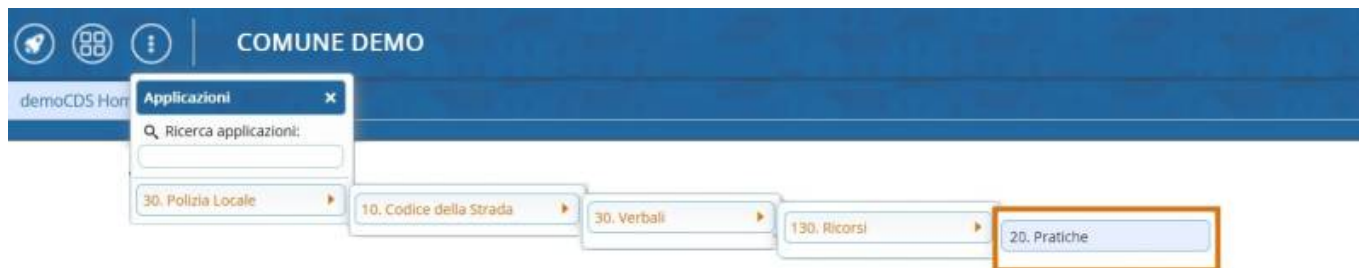 COMUNE DEMO
demoCDS Hom
Applicazioni
Ricerca applicazioni:
30. Polizia Locale
10. Codice della Strada
30. Verbali
130. Ricorsi
20. Pratiche